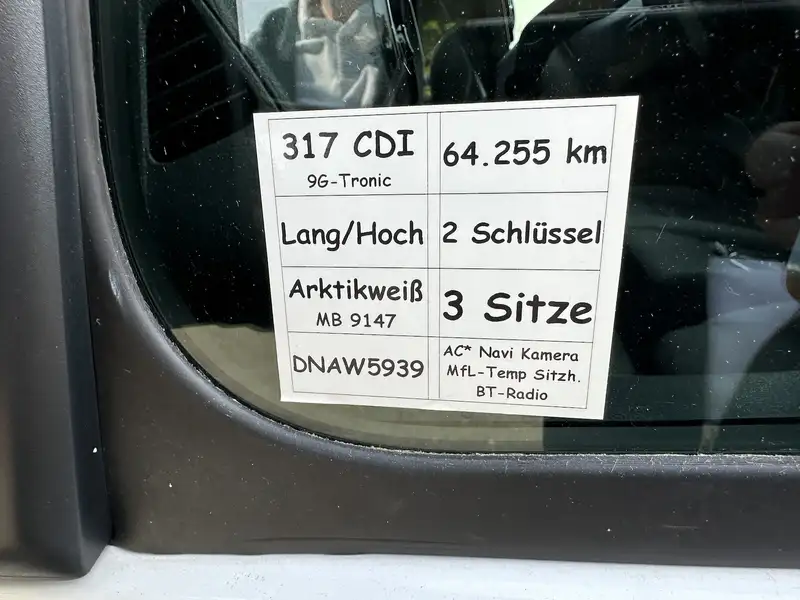 317 CDI
9G-Tronic
64.255 km
Lang/Hoch
2 Schlüssel
Arktikweiß
MB 9147
3 Sitze
DNAW5939
AC* Navi Kamera
MfL-Temp Sitzh.
BT-Radio